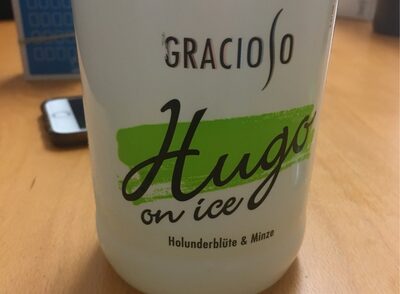 GRACIOSO
Hugo
on ice
Holunderblüte & Minze